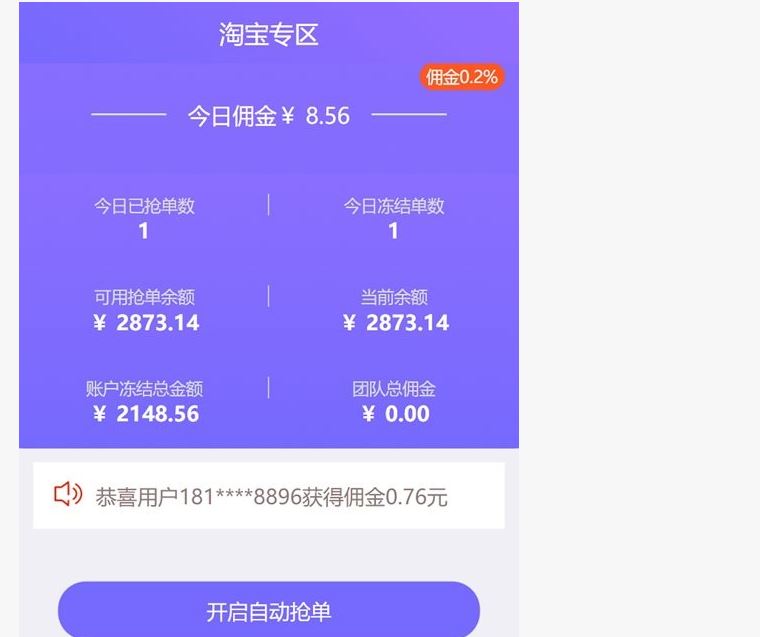 淘宝专区
佣金0.2%
今日佣金¥ 8.56
今日已抢单数 今日冻结单数
1 1
可用抢单余额 当前余额
¥ 2873.14 ¥ 2873.14
账户冻结总金额 团队总佣金
¥ 2148.56 ¥ 0.00
恭喜用户181****8896获得佣金0.76元
开启自动抢单